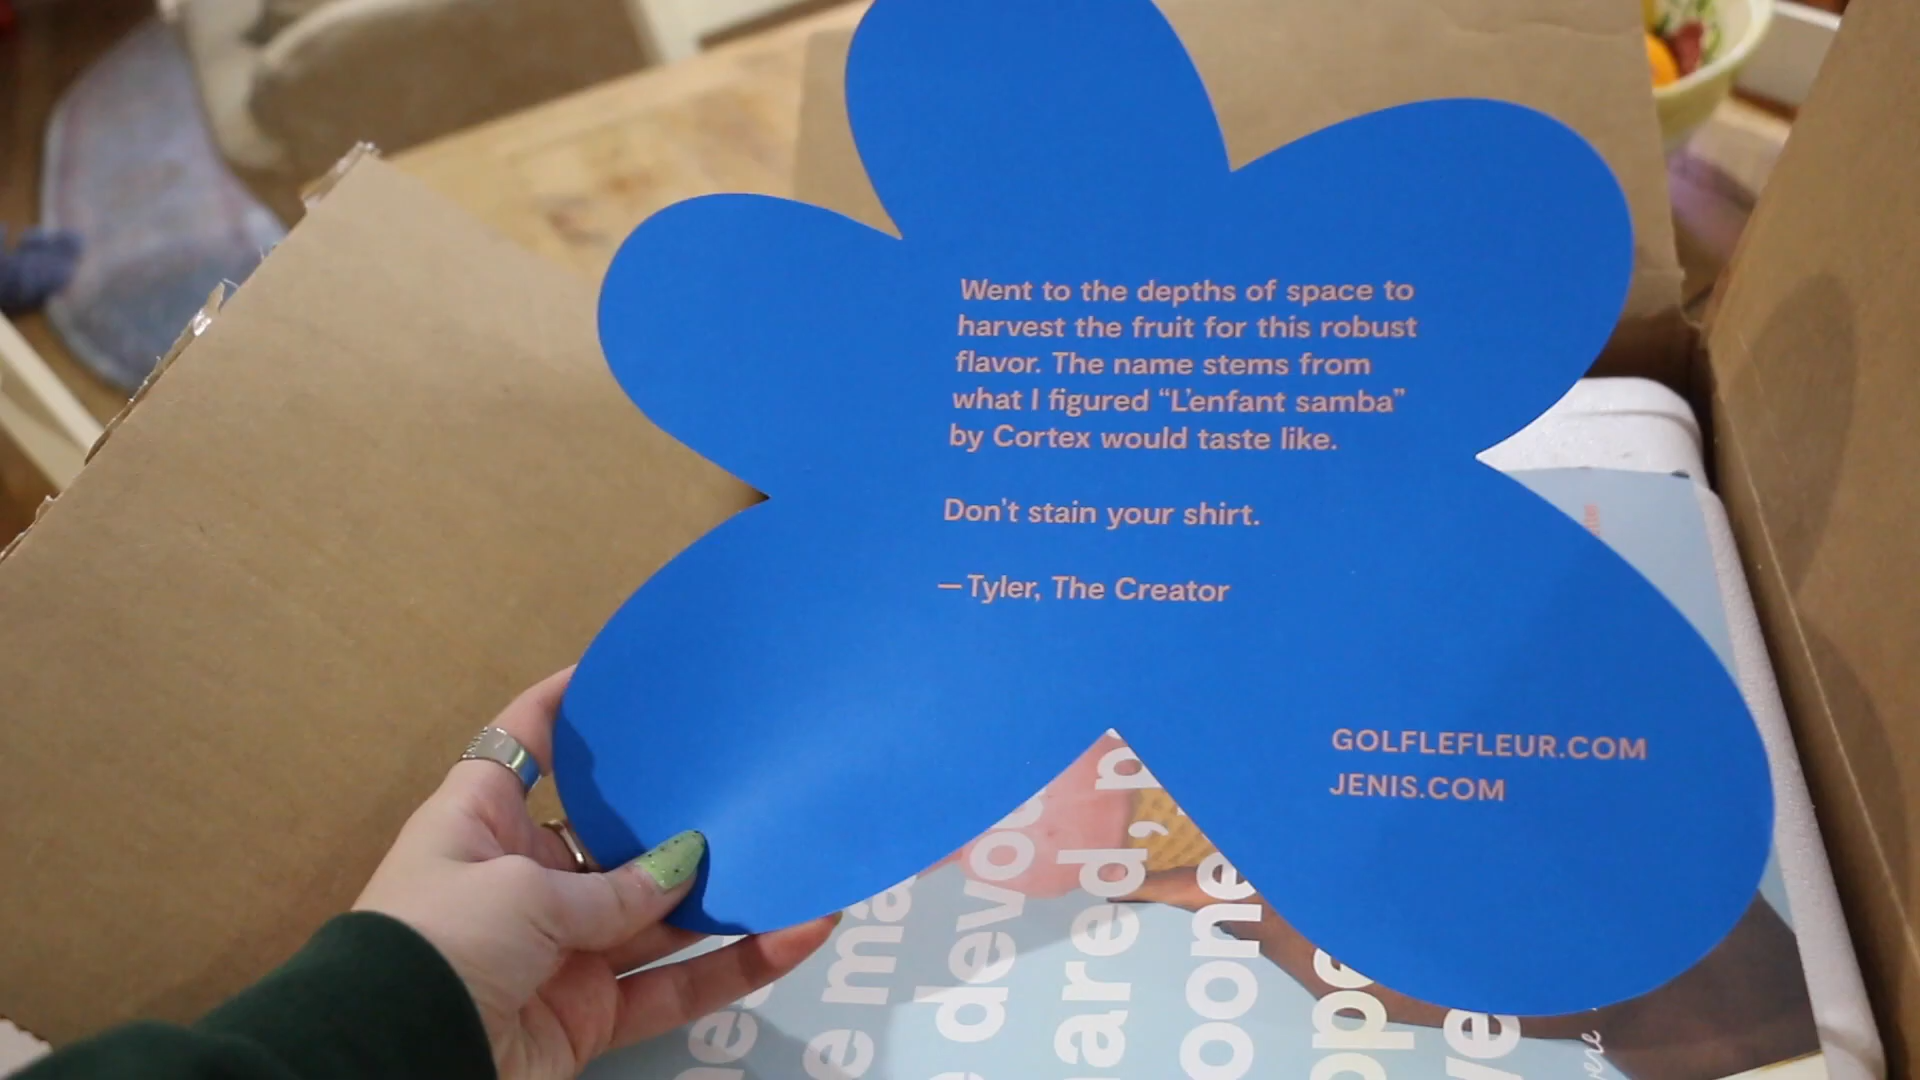 Went to the depths of space to
harvest the fruit for this robust
flavor. The name stems from
what I figured “L’enfant samba”
by Cortex would taste like.
Don't stain your shirt.
—Tyler, The Creator
GOLFLEFLEUR.COM
JENIS.COM